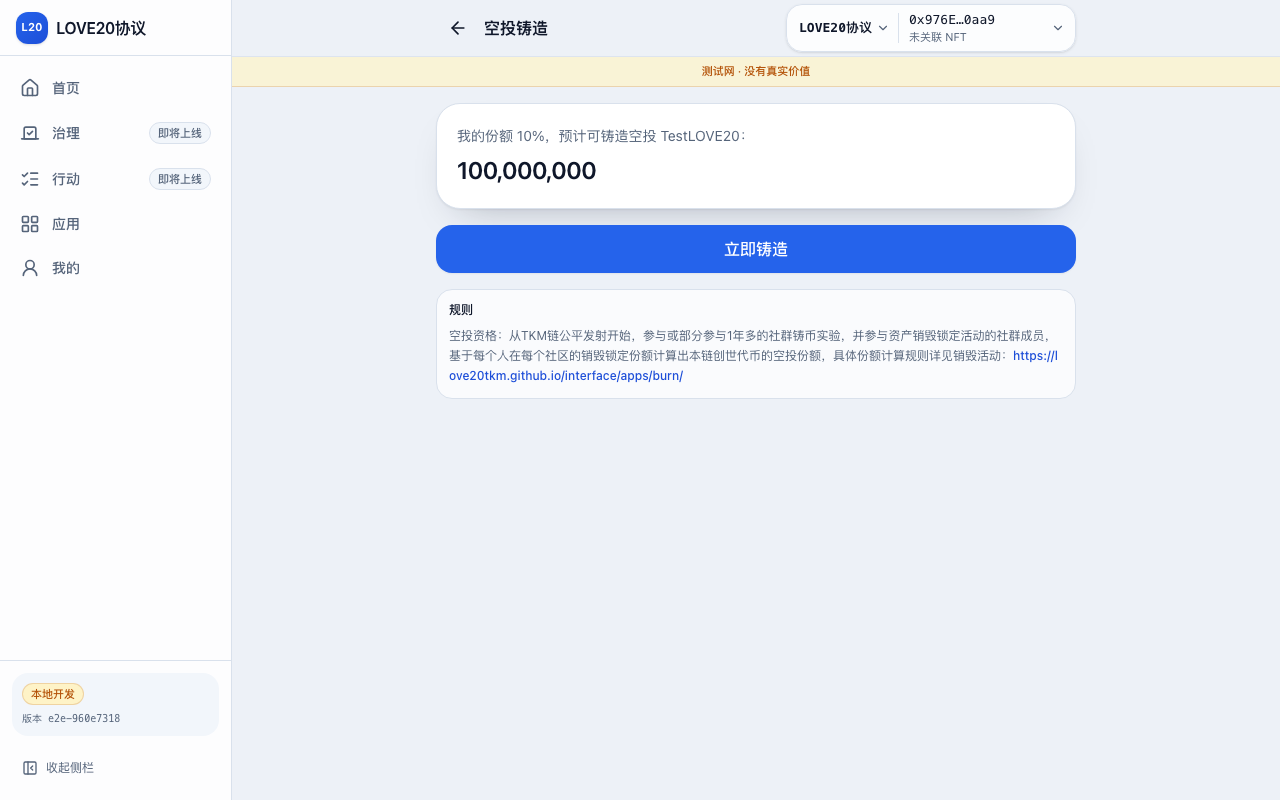 L20 LOVE20协议
首页
治理 即将上线
行动 即将上线
应用
我的
本地开发
版本 e2e-960e7318
收起侧栏
空投铸造
LOVE20协议
0x976E…0aa9
未关联 NFT
测试网 · 没有真实价值
我的份额 10%，预计可铸造空投 TestLOVE20：
100,000,000
立即铸造
规则
空投资格：从TKM链公平发射开始，参与或部分参与1年多的社群铸币实验，并参与资产销毁锁定活动的社群成员，
基于每个人在每个社区的销毁锁定份额计算出本链创世代币的空投份额，具体份额计算规则详见销毁活动：https://l
ove20tkm.github.io/interface/apps/burn/